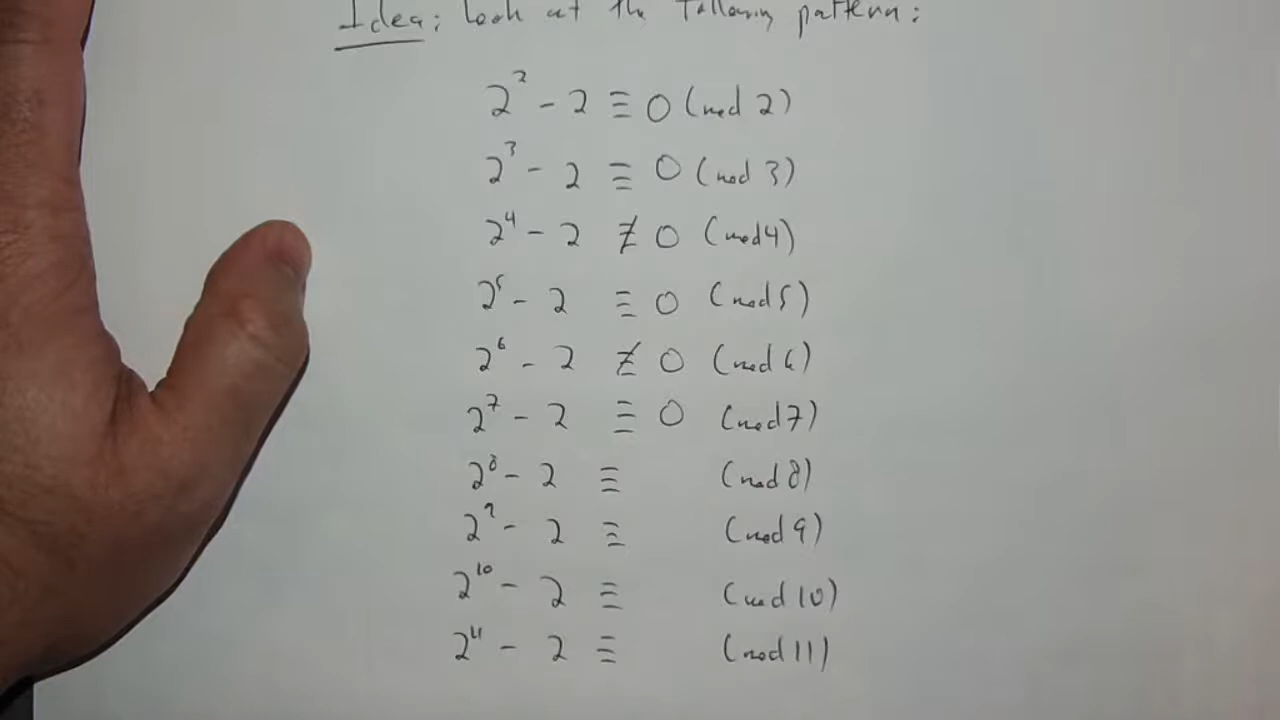 Idea: Look at the following pattern:
2² - 2 ≡ 0 (mod 2)
2³ - 2 ≡ 0 (mod 3)
2⁴ - 2 ≢ 0 (mod 4)
2⁵ - 2 ≡ 0 (mod 5)
2⁶ - 2 ≢ 0 (mod 6)
2⁷ - 2 ≡ 0 (mod 7)
2⁸ - 2 ≡ (mod 8)
2⁹ - 2 ≡ (mod 9)
2¹⁰ - 2 ≡ (mod 10)
2¹¹ - 2 ≡ (mod 11)